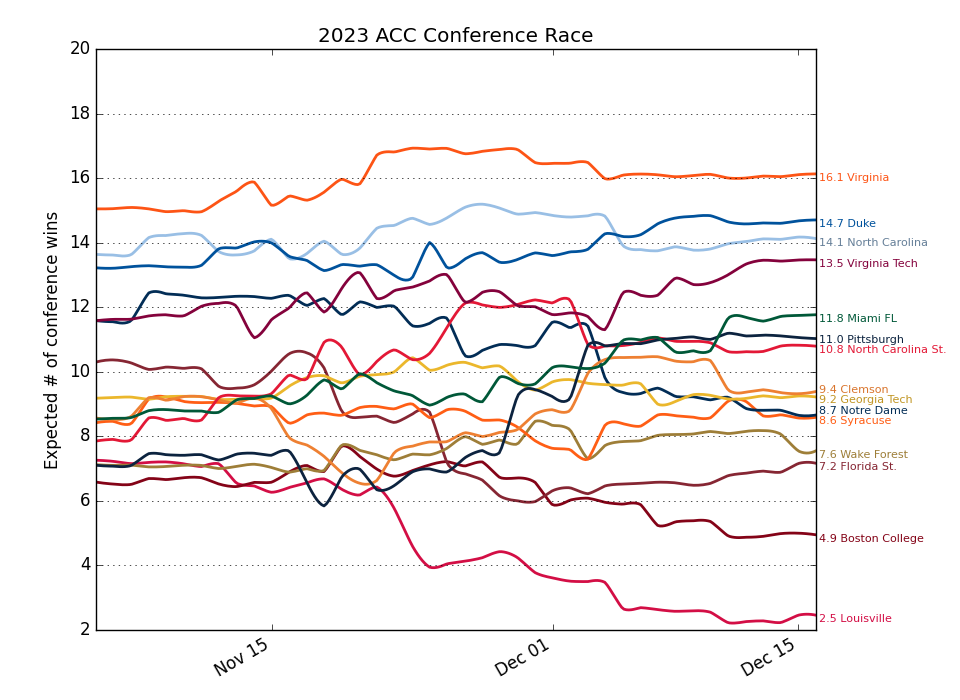 2023 ACC Conference Race
Expected # of conference wins
20
18
16
14
12
10
8
6
4
2
Nov 15
Dec 01
Dec 15
16.1 Virginia
14.7 Duke
14.1 North Carolina
13.5 Virginia Tech
11.8 Miami FL
11.0 Pittsburgh
10.8 North Carolina St.
9.4 Clemson
9.2 Georgia Tech
8.7 Notre Dame
8.6 Syracuse
7.6 Wake Forest
7.2 Florida St.
4.9 Boston College
2.5 Louisville